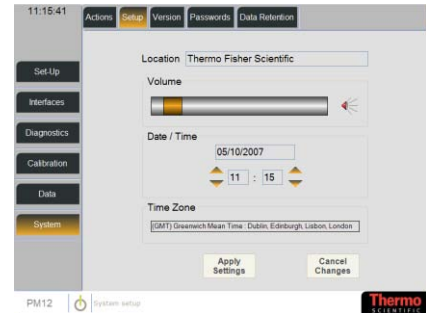 11:15:41
Actions Setup Version Passwords Data Retention
Location Thermo Fisher Scientific
Set-Up
Volume
Interfaces
Diagnostics
Date / Time
05/10/2007
11 : 15
Calibration
Data
Time Zone
System
(GMT) Greenwich Mean Time : Dublin, Edinburgh, Lisbon, London
Apply Settings
Cancel Changes
PM12 System setup
Thermo
SCIENTIFIC